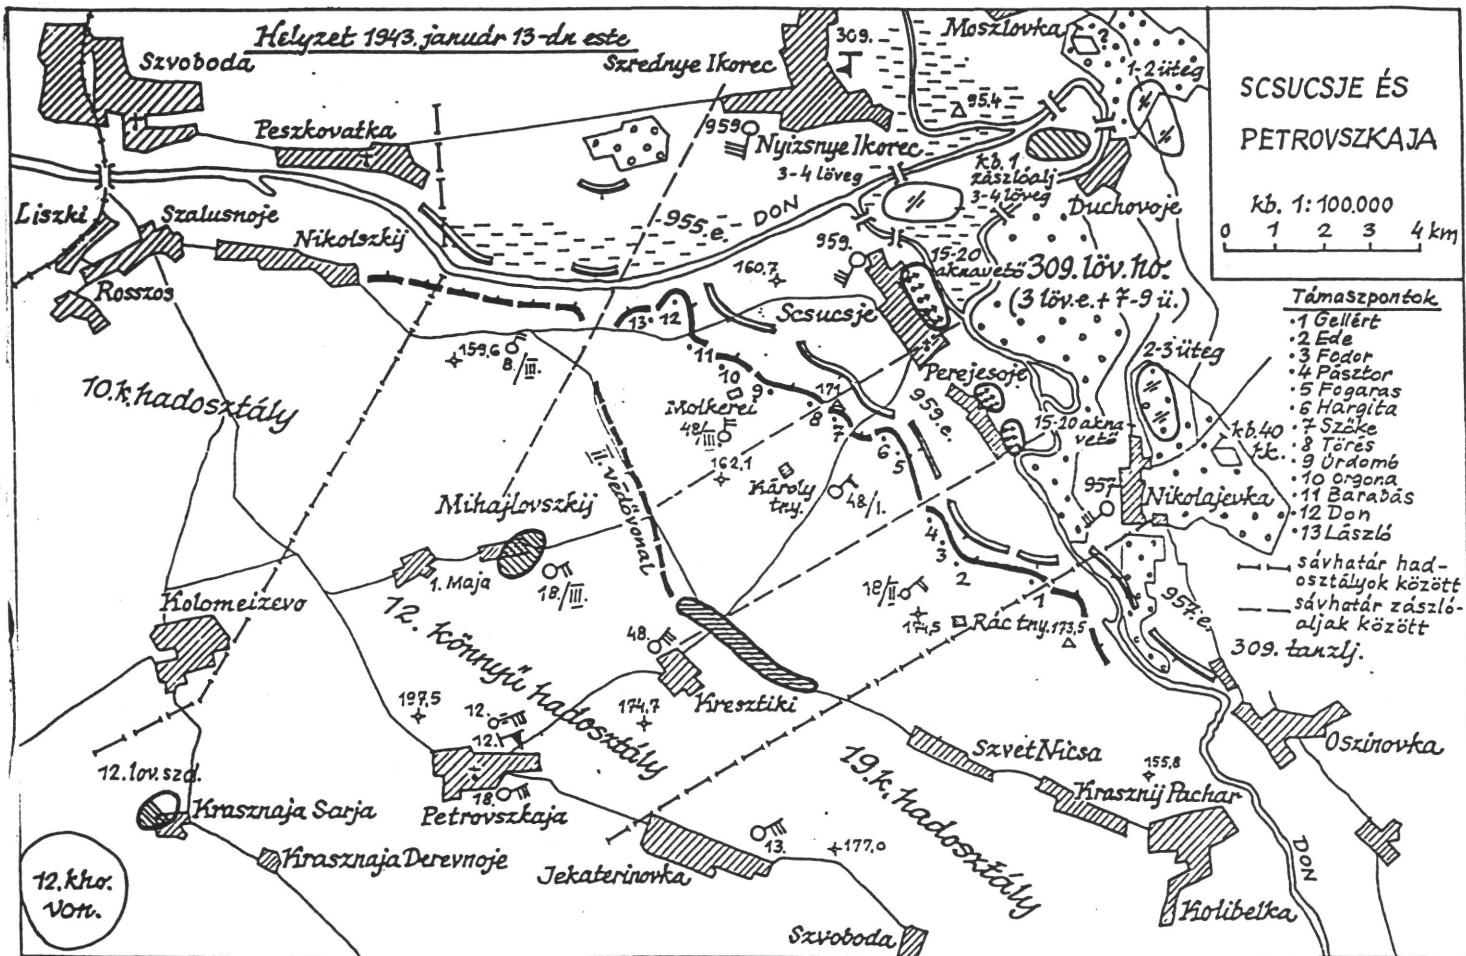 Helyzet 1943. január 13-án este
SCSUCSJE ÉS
PETROVSZKAJA
kb. 1:100.000
0 1 2 3 4 km
Szvoboda
Peszkovatka
Szrednye Ikorec
309.
Moszlovka
?
1-2 üteg
95.4
959
Nyizsnye Ikorec
3-4 löveg
kb. 1
zászlóalj
3-4 löveg
Duchovoje
Liszki
Szalusznoje
Nikolszkij
Rosszos
955.e.
DON
959.
160,7
15-20
aknavető
309. löv. ho.
(3 löv.e.+ 7-9 ü.)
Scsucsje
13
12
11
10
9
8
7
6
5
4
3
2
1
159,6
8./III.
Molkerei
171
48/III.
162,1
Károly
tny.
48/I.
Perejesoje
959.e.
15-20 akna-
vető
2-3 üteg
kb. 40
hk.
957
Nikolajevka
Támaszpontok
·1 Gellért
·2 Ede
·3 Fodor
·4 Pásztor
·5 Fogaras
·6 Hargita
·7 Szőke
·8 Törés
·9 Úrdomb
·10 Orgona
·11 Barabás
·12 Don
·13 László
sávhatár had-
osztályok között
sávhatár zászló-
aljak között
309. tanzlj.
10.k.hadosztály
II. védővonal
Mihajlovszkij
1. Maja
18./III.
Kolomeizevo
12. könnyű hadosztály
48.
Kresztiki
18/II.
174,5
Rác tny.
173,5
957.e.
197,5
12.
12.
174,7
18.
Petrovszkaja
12. lov. szd.
Krasznaja Sarja
Krasznaja Derevnoje
12. kho.
von.
Jekaterinovka
13.
177,0
19.k. hadosztály
Szvet Nicsa
155,8
Krasznij Pachar
Oszinovka
Kolibelka
DON
Szvoboda